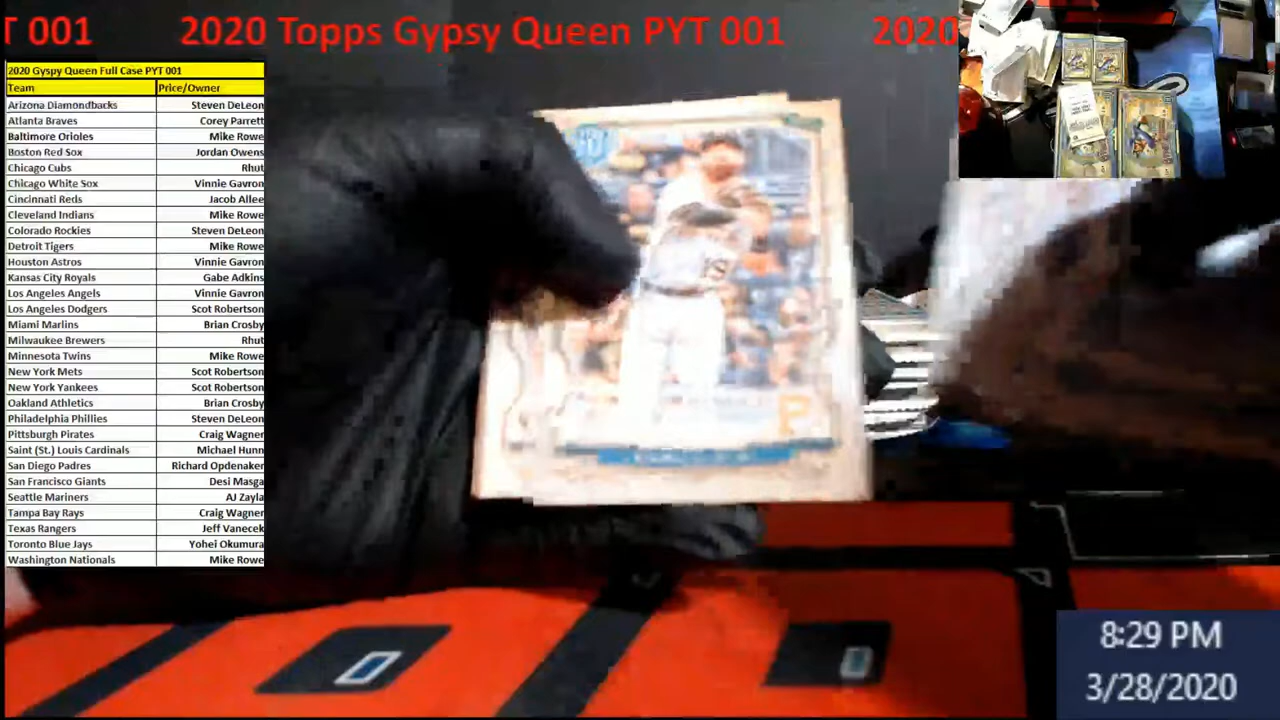 T 001 2020 Topps Gypsy Queen PYT 001 2020
2020 Gyspy Queen Full Case PYT 001
Team Price/Owner
Arizona Diamondbacks Steven DeLeon
Atlanta Braves Corey Parrett
Baltimore Orioles Mike Rowe
Boston Red Sox Jordan Owens
Chicago Cubs Rhut
Chicago White Sox Vinnie Gavron
Cincinnati Reds Jacob Allee
Cleveland Indians Mike Rowe
Colorado Rockies Steven DeLeon
Detroit Tigers Mike Rowe
Houston Astros Vinnie Gavron
Kansas City Royals Gabe Adkins
Los Angeles Angels Vinnie Gavron
Los Angeles Dodgers Scot Robertson
Miami Marlins Brian Crosby
Milwaukee Brewers Rhut
Minnesota Twins Mike Rowe
New York Mets Scot Robertson
New York Yankees Scot Robertson
Oakland Athletics Brian Crosby
Philadelphia Phillies Steven DeLeon
Pittsburgh Pirates Craig Wagner
Saint (St.) Louis Cardinals Michael Hunn
San Diego Padres Richard Opdenaker
San Francisco Giants Desi Masga
Seattle Mariners AJ Zayla
Tampa Bay Rays Craig Wagner
Texas Rangers Jeff Vanecek
Toronto Blue Jays Yohei Okumura
Washington Nationals Mike Rowe
19
P
8:29 PM
3/28/2020